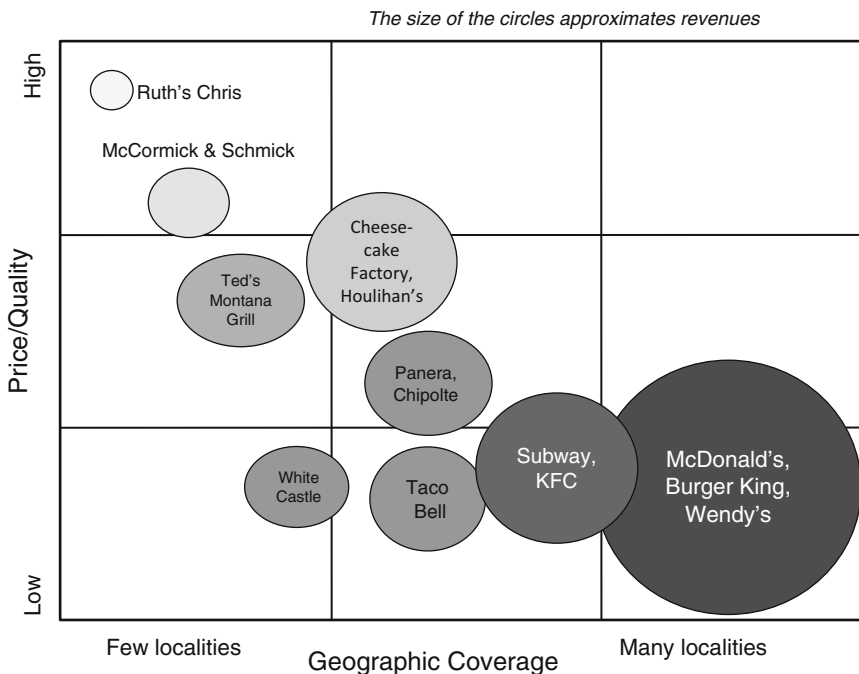 The size of the circles approximates revenues
High
Ruth's Chris
McCormick & Schmick
Cheese-
cake
Factory,
Houlihan's
Ted's
Montana
Grill
Price/Quality
Panera,
Chipolte
Subway,
KFC
McDonald's,
Burger King,
Wendy's
White
Castle
Taco
Bell
Low
Few localities
Many localities
Geographic Coverage